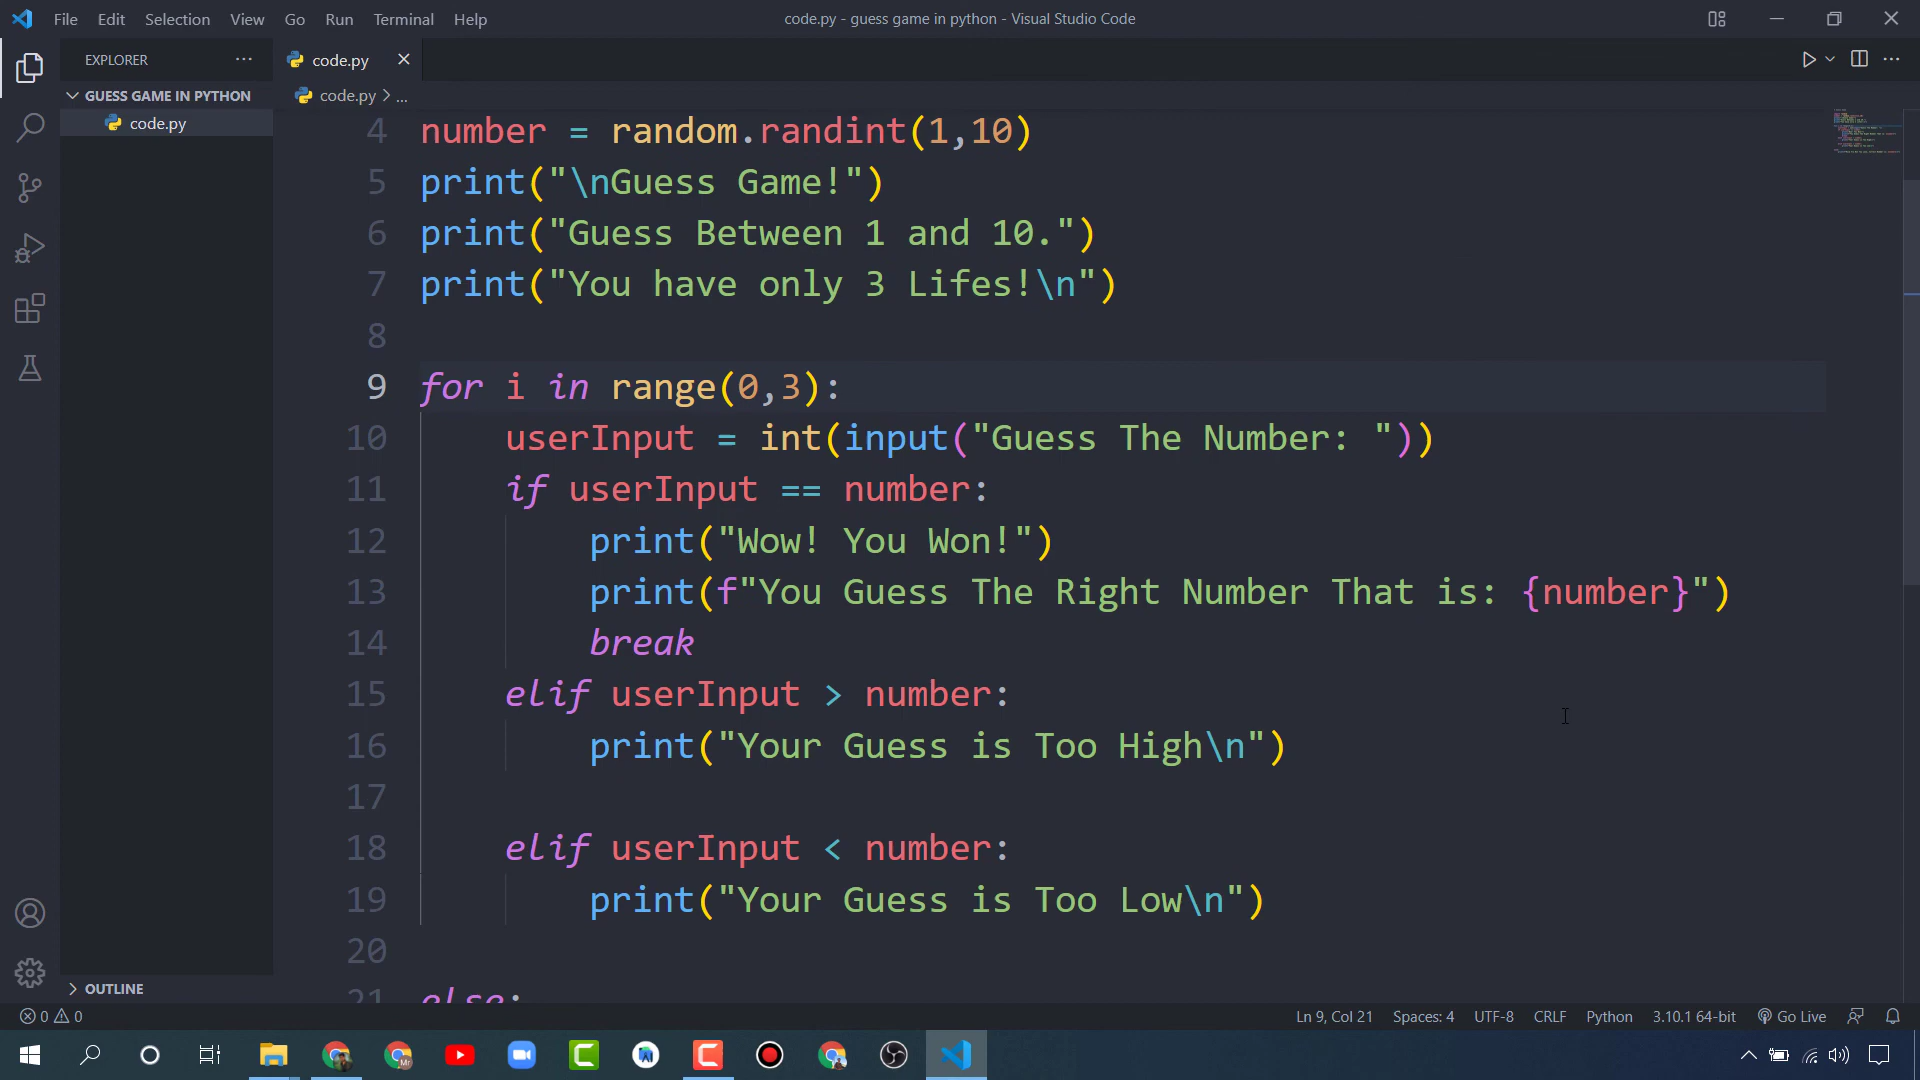 File Edit Selection View Go Run Terminal Help
code.py - guess game in python - Visual Studio Code
EXPLORER
code.py
GUESS GAME IN PYTHON
code.py > ...
code.py
4 number = random.randint(1,10)
5 print("\nGuess Game!")
6 print("Guess Between 1 and 10.")
7 print("You have only 3 Lifes!\n")
8
9 for i in range(0,3):
10 userInput = int(input("Guess The Number: "))
11 if userInput == number:
12 print("Wow! You Won!")
13 print(f"You Guess The Right Number That is: {number}")
14 break
15 elif userInput > number:
16 print("Your Guess is Too High\n")
17
18 elif userInput < number:
19 print("Your Guess is Too Low\n")
20
21 else:
OUTLINE
0 0
Ln 9, Col 21 Spaces: 4 UTF-8 CRLF Python 3.10.1 64-bit Go Live